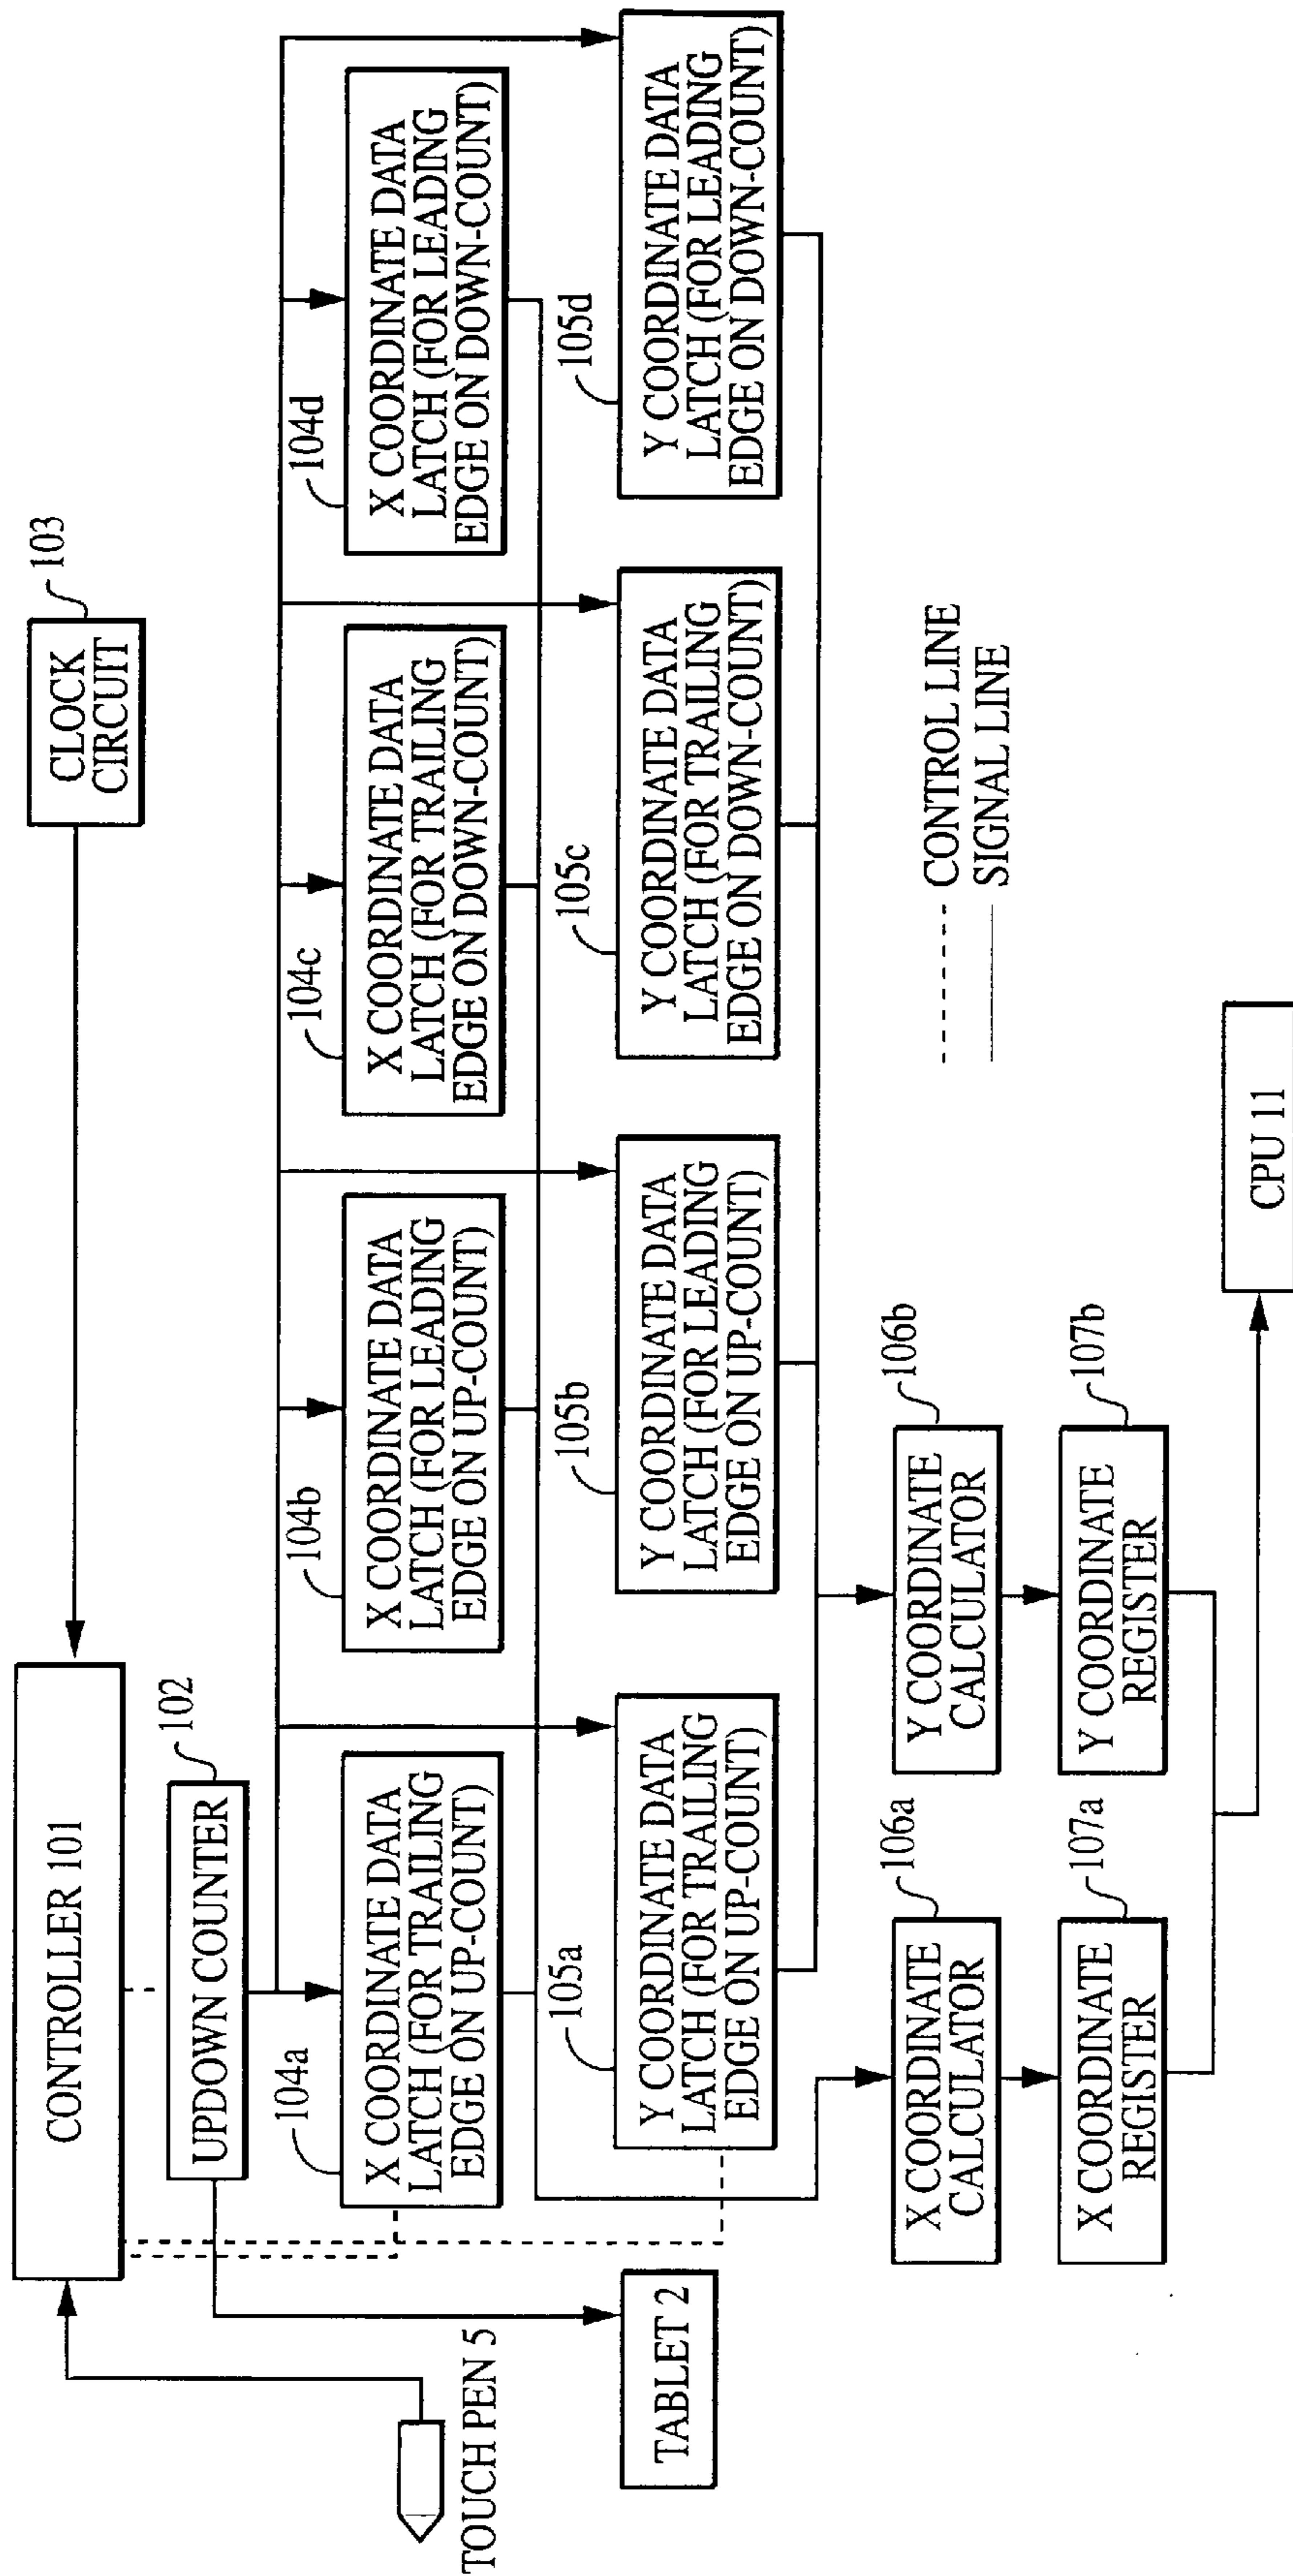 CONTROLLER 101
103
CLOCK
CIRCUIT
102
UPDOWN COUNTER
104a
X COORDINATE DATA
LATCH (FOR TRAILING
EDGE ON UP-COUNT)
104b
X COORDINATE DATA
LATCH (FOR LEADING
EDGE ON UP-COUNT)
104c
X COORDINATE DATA
LATCH (FOR TRAILING
EDGE ON DOWN-COUNT)
104d
X COORDINATE DATA
LATCH (FOR LEADING
EDGE ON DOWN-COUNT)
TOUCH PEN 5
TABLET 2
105a
Y COORDINATE DATA
LATCH (FOR TRAILING
EDGE ON UP-COUNT)
105b
Y COORDINATE DATA
LATCH (FOR LEADING
EDGE ON UP-COUNT)
105c
Y COORDINATE DATA
LATCH (FOR TRAILING
EDGE ON DOWN-COUNT)
105d
Y COORDINATE DATA
LATCH (FOR LEADING
EDGE ON DOWN-COUNT)
106a
X COORDINATE
CALCULATOR
106b
Y COORDINATE
CALCULATOR
CONTROL LINE
SIGNAL LINE
107a
X COORDINATE
REGISTER
107b
Y COORDINATE
REGISTER
CPU 11